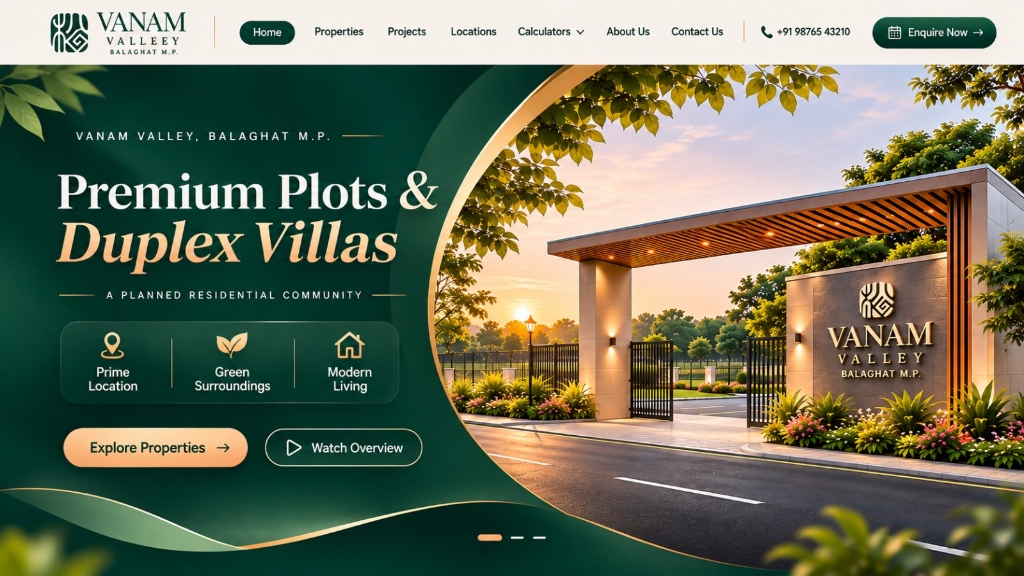 VANAM
VALLEEY
BALAGHAT M.P.
Home
Properties
Projects
Locations
Calculators
About Us
Contact Us
+91 98765 43210
Enquire Now →
VANAM VALLEY, BALAGHAT M.P.
Premium Plots &
Duplex Villas
A PLANNED RESIDENTIAL COMMUNITY
Prime
Location
Green
Surroundings
Modern
Living
Explore Properties →
Watch Overview
VANAM
VALLEY
BALAGHAT M.P.